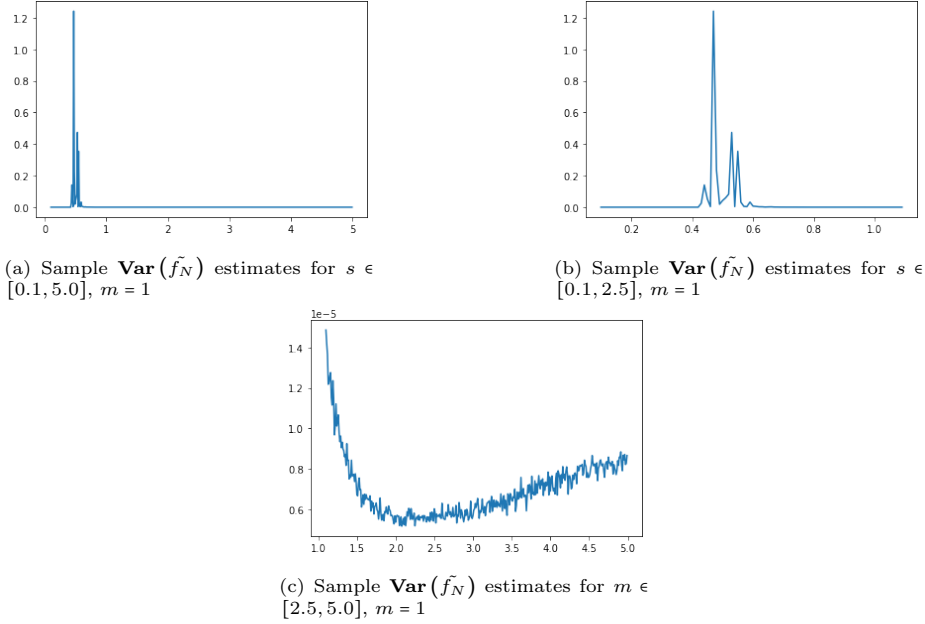 1.2
1.0
0.8
0.6
0.4
0.2
0.0
0 1 2 3 4 5
(a) Sample Var(f̃_N) estimates for s ∈
[0.1, 5.0], m = 1
1.2
1.0
0.8
0.6
0.4
0.2
0.0
0.2 0.4 0.6 0.8 1.0
(b) Sample Var(f̃_N) estimates for s ∈
[0.1, 2.5], m = 1
1e−5
1.4
1.2
1.0
0.8
0.6
1.0 1.5 2.0 2.5 3.0 3.5 4.0 4.5 5.0
(c) Sample Var(f̃_N) estimates for m ∈
[2.5, 5.0], m = 1